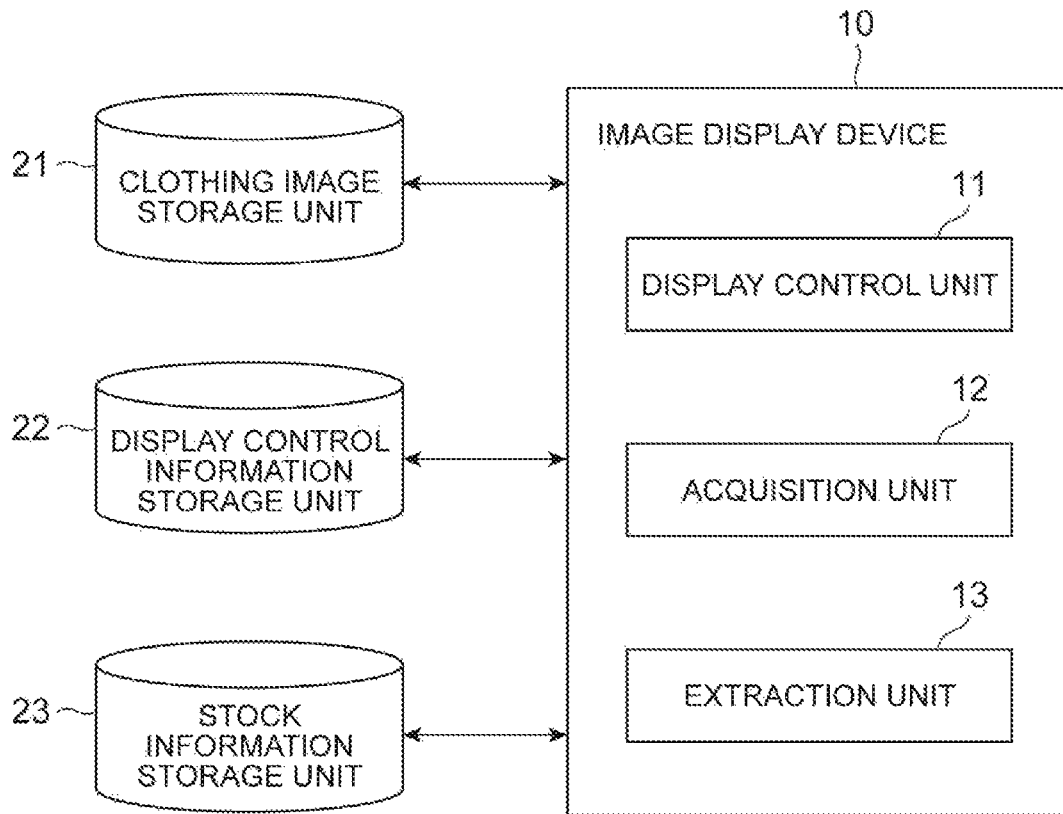 10
21
CLOTHING IMAGE
STORAGE UNIT
IMAGE DISPLAY DEVICE
11
DISPLAY CONTROL UNIT
22
DISPLAY CONTROL
INFORMATION
STORAGE UNIT
12
ACQUISITION UNIT
23
STOCK
INFORMATION
STORAGE UNIT
13
EXTRACTION UNIT